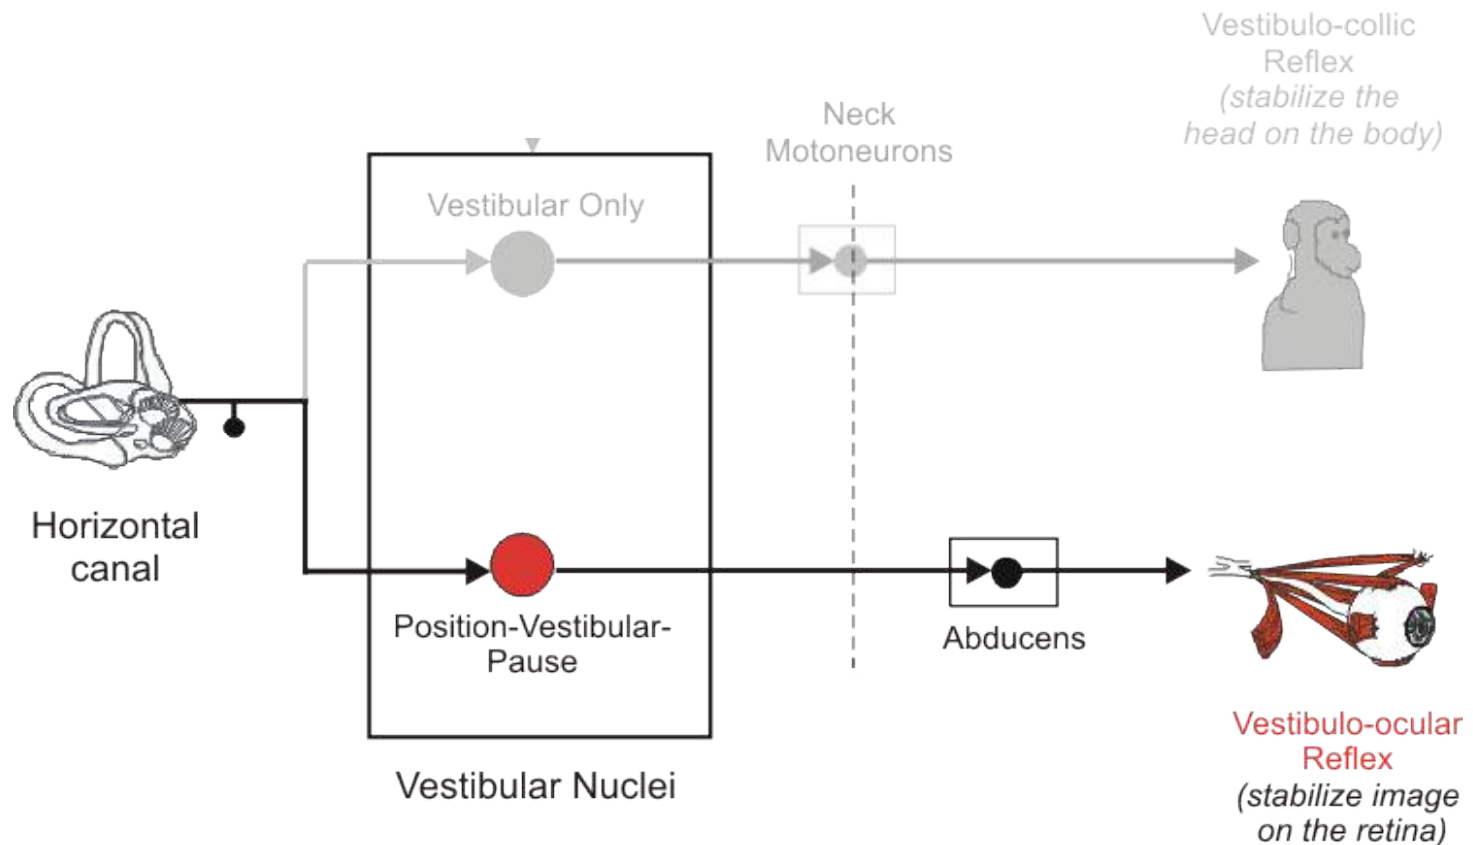 Vestibulo-collic
Reflex
(stabilize the
head on the body)
Neck
Motoneurons
Vestibular Only
Horizontal
canal
Position-Vestibular-
Pause
Abducens
Vestibular Nuclei
Vestibulo-ocular
Reflex
(stabilize image
on the retina)